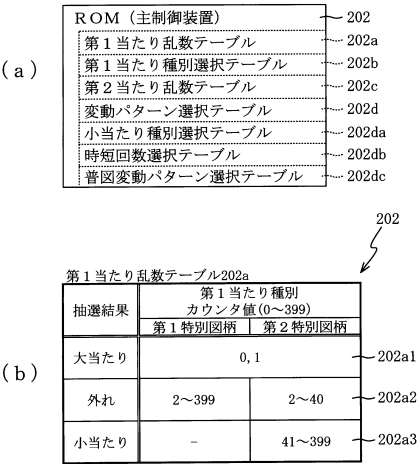 ROM(主制御装置) 202
第1当たり乱数テーブル 202a
第1当たり種別選択テーブル 202b
(a) 第2当たり乱数テーブル 202c
変動パターン選択テーブル 202d
小当たり種別選択テーブル 202da
時短回数選択テーブル 202db
普図変動パターン選択テーブル 202dc
202
第1当たり乱数テーブル202a
抽選結果 第1当たり種別
カウンタ値(0~399)
第1特別図柄 第2特別図柄
大当たり 0,1 202a1
(b) 外れ 2~399 2~40 202a2
小当たり - 41~399 202a3